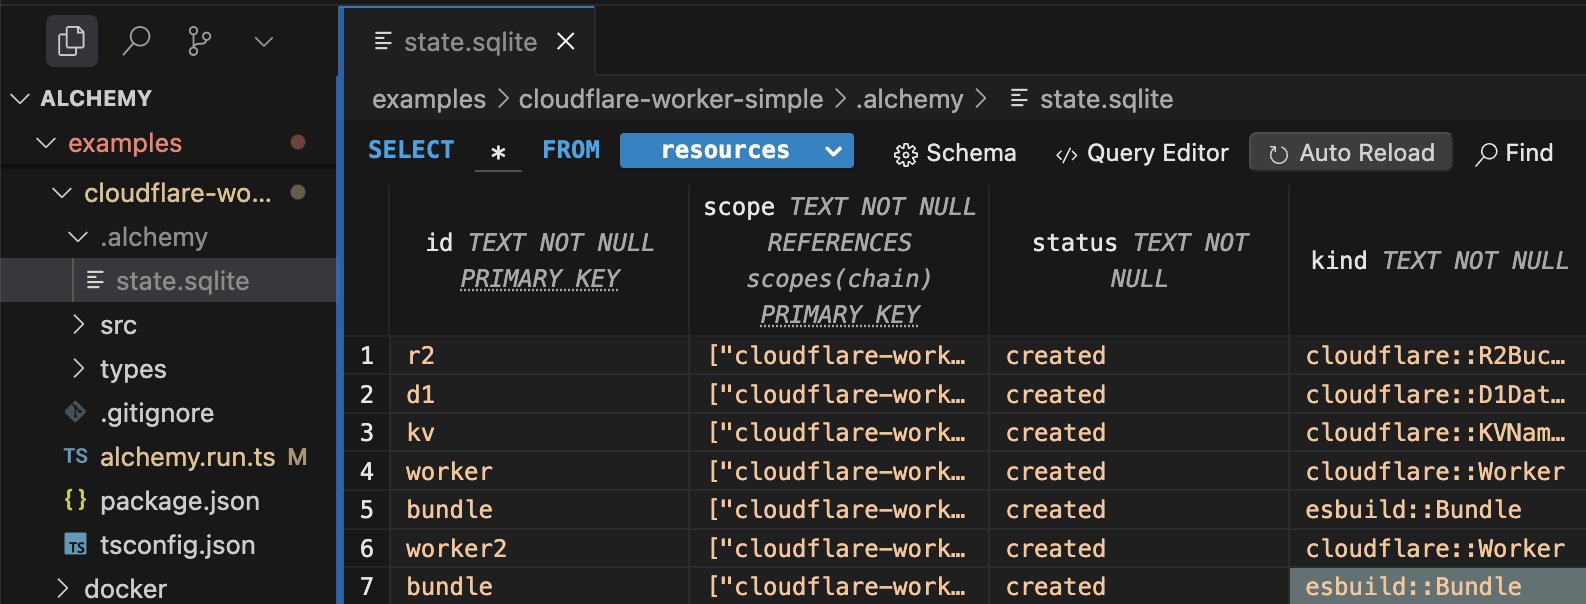 state.sqlite
ALCHEMY
examples > cloudflare-worker-simple > .alchemy > state.sqlite
examples
SELECT * FROM resources Schema </> Query Editor Auto Reload Find
cloudflare-wo...
.alchemy
state.sqlite
src
types
.gitignore
TS alchemy.run.ts M
{} package.json
TS tsconfig.json
docker
id TEXT NOT NULL PRIMARY KEY
scope TEXT NOT NULL REFERENCES scopes(chain) PRIMARY KEY
status TEXT NOT NULL
kind TEXT NOT NULL
1 r2 ["cloudflare-work… created cloudflare::R2Buc…
2 d1 ["cloudflare-work… created cloudflare::D1Dat…
3 kv ["cloudflare-work… created cloudflare::KVNam…
4 worker ["cloudflare-work… created cloudflare::Worker
5 bundle ["cloudflare-work… created esbuild::Bundle
6 worker2 ["cloudflare-work… created cloudflare::Worker
7 bundle ["cloudflare-work… created esbuild::Bundle